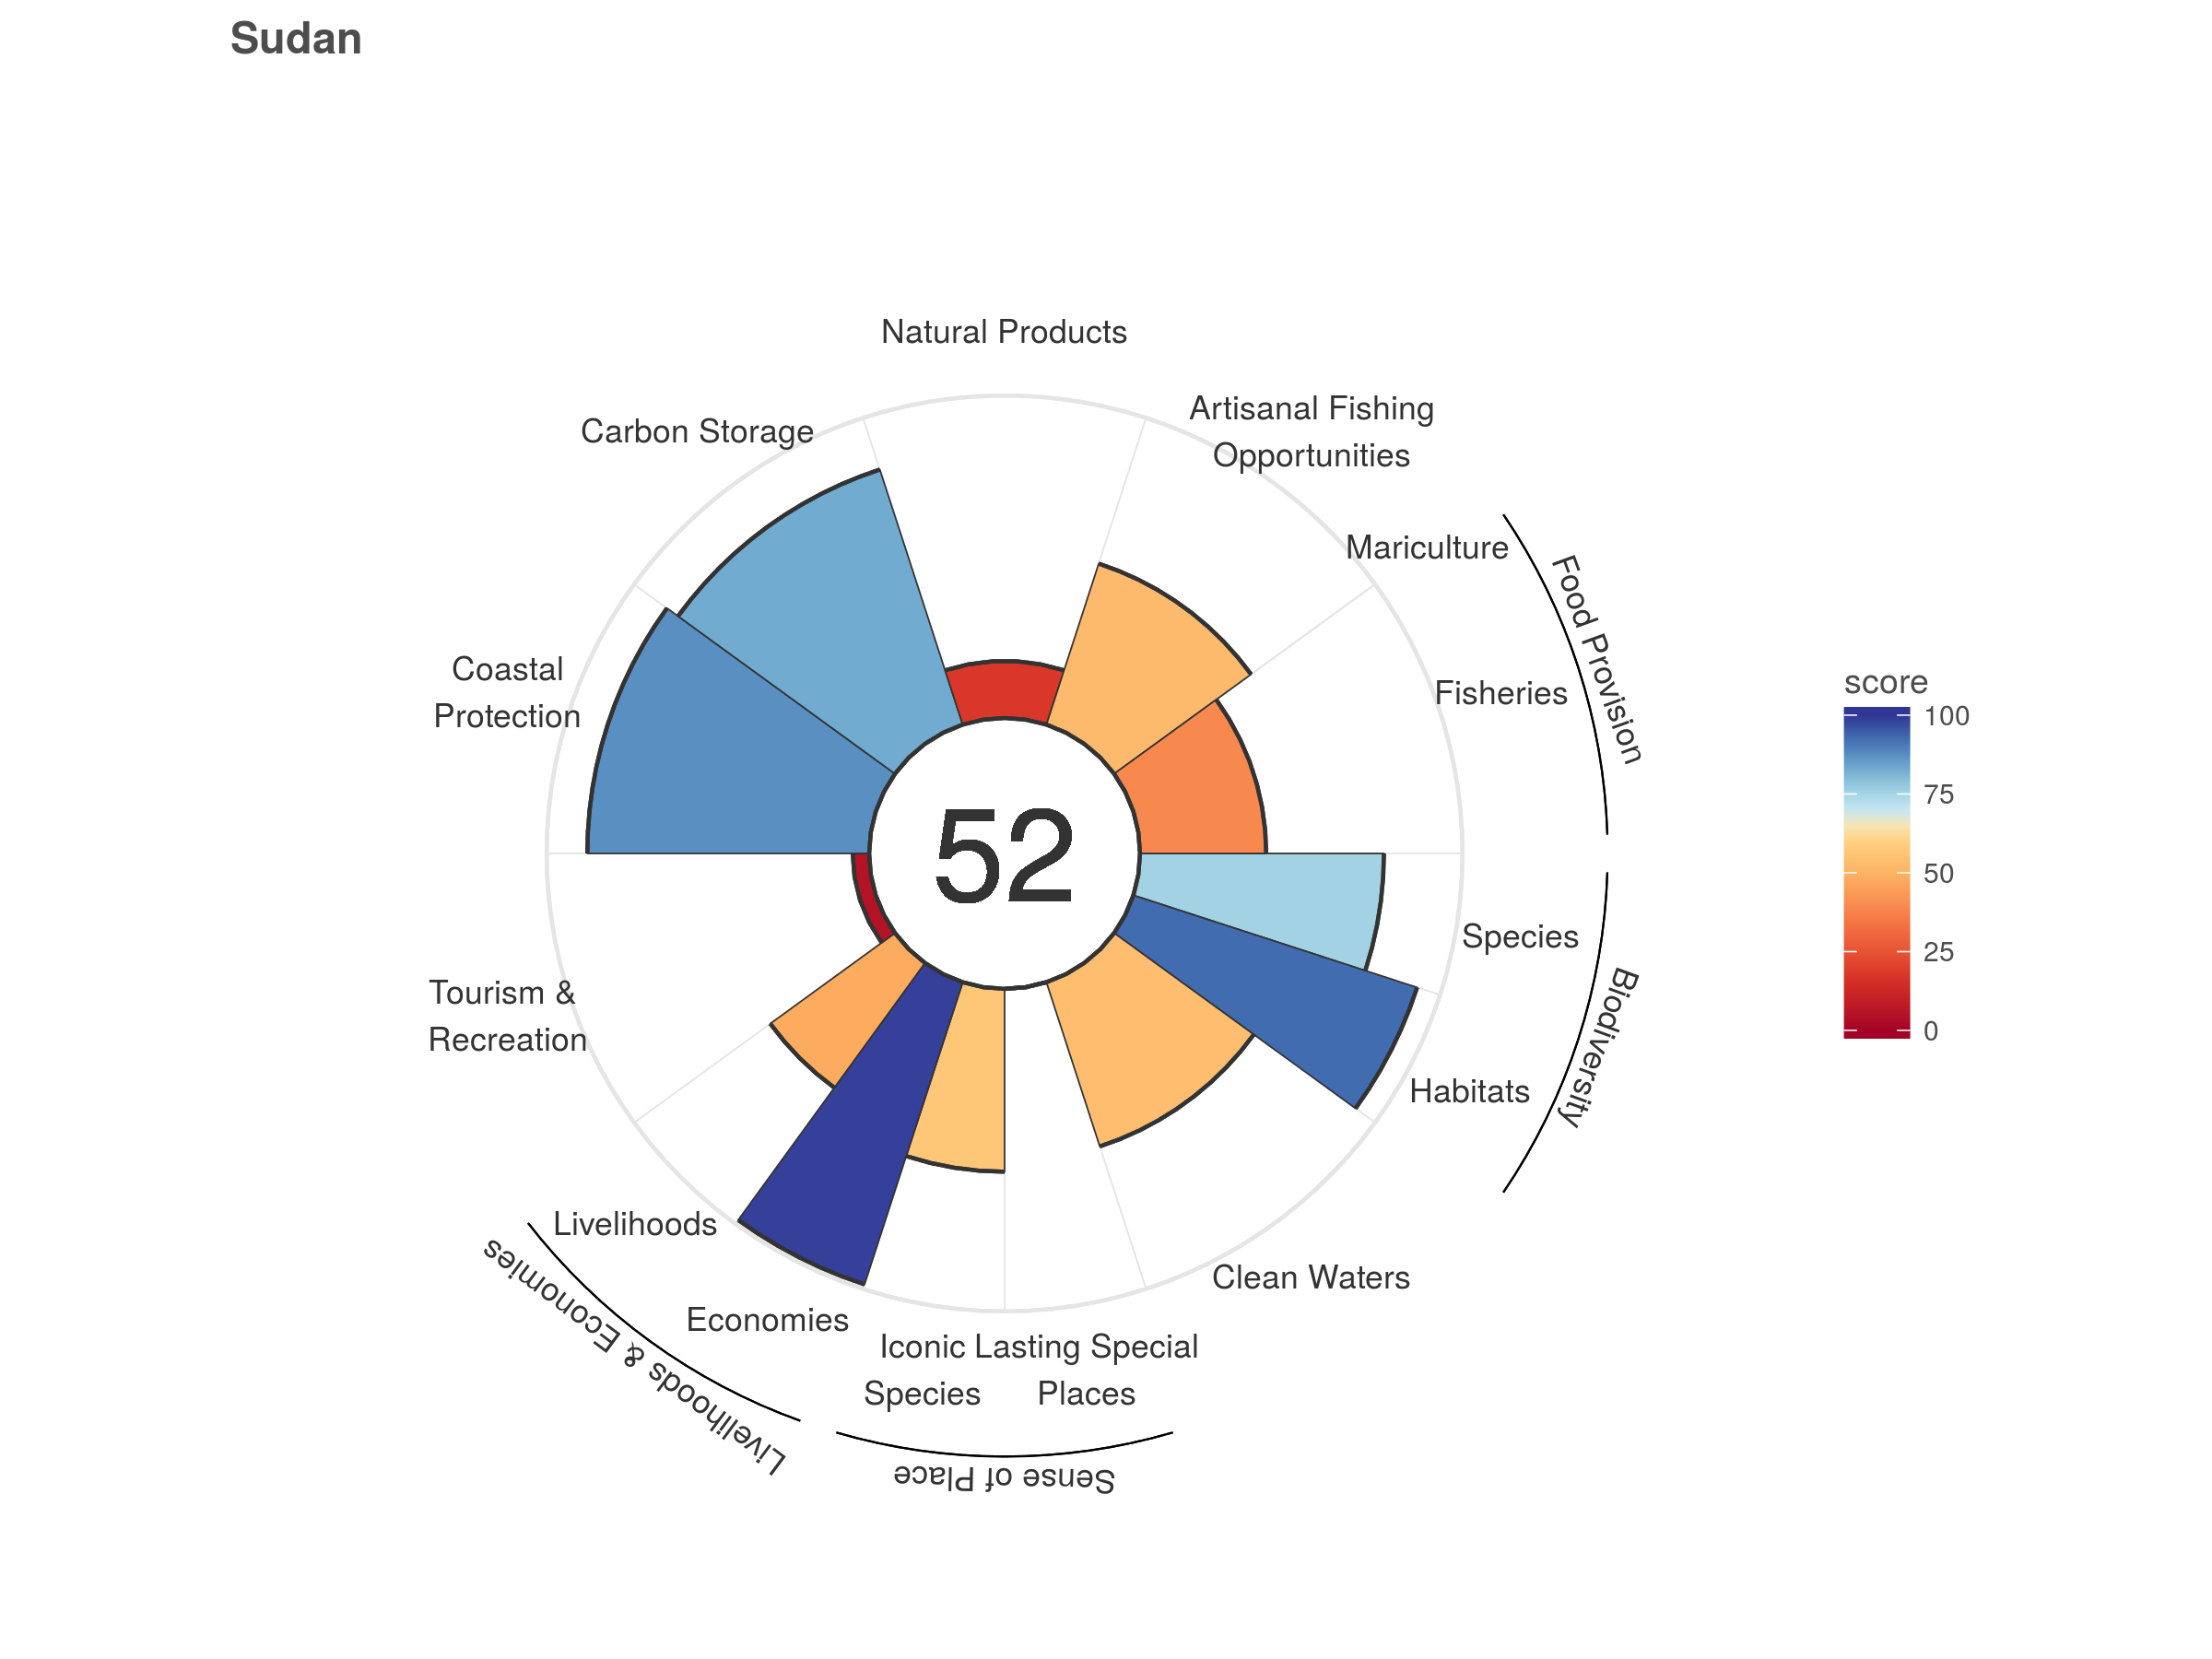 Sudan
Natural Products
Artisanal Fishing
Opportunities
Carbon Storage
Mariculture
Food Provision
Fisheries
Coastal
Protection
52
score
100
75
50
25
0
Species
Biodiversity
Habitats
Tourism &
Recreation
Livelihoods
Economies
Livelihoods & Economies
Clean Waters
Iconic
Species
Lasting Special
Places
Sense of Place